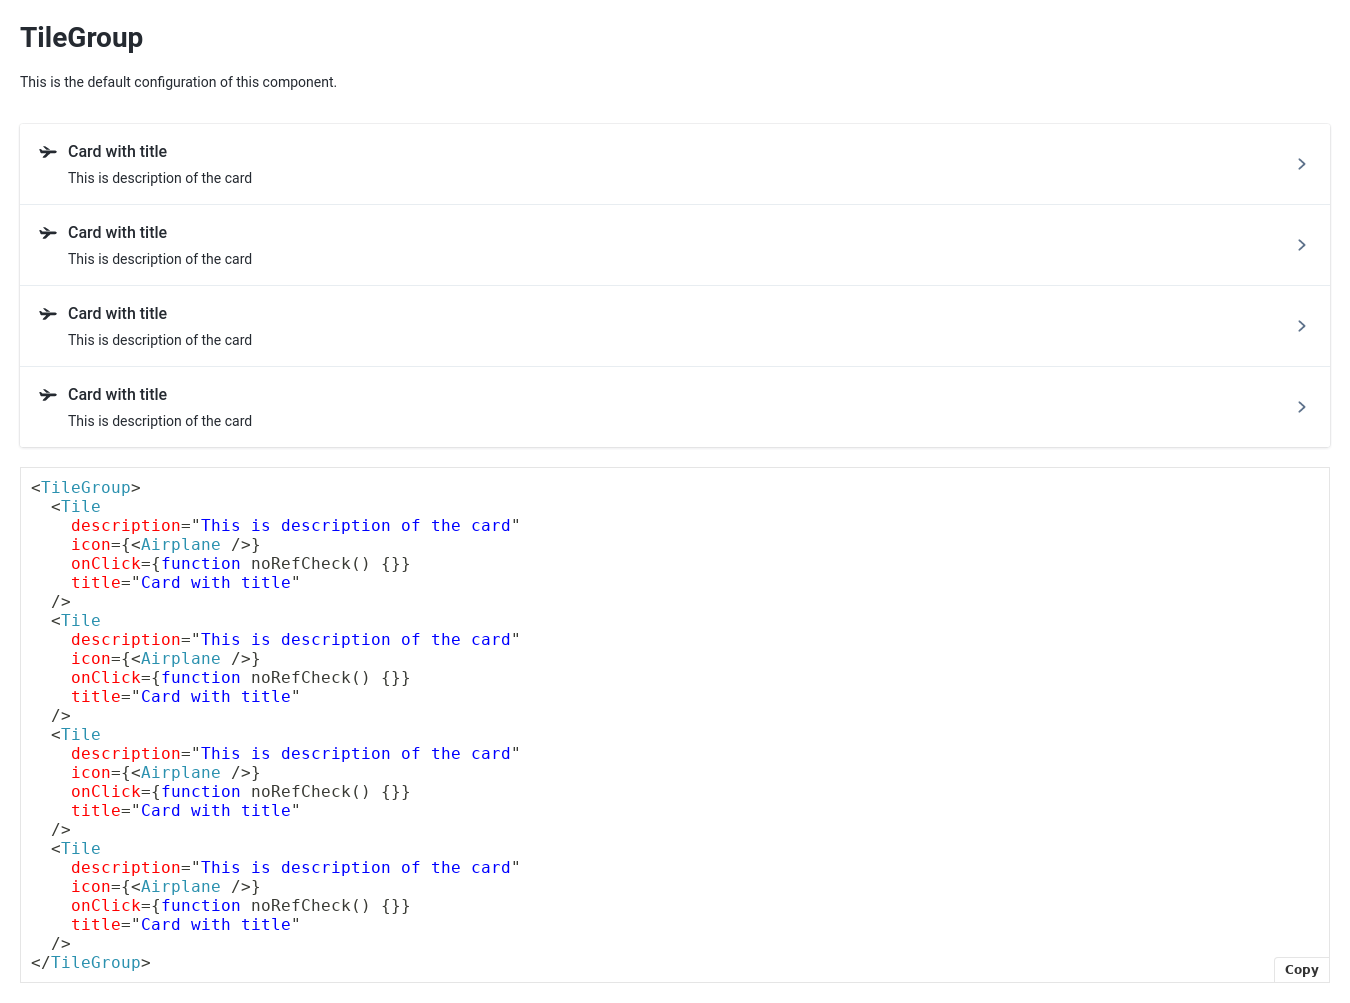 TileGroup
This is the default configuration of this component.
Card with title
This is description of the card
Card with title
This is description of the card
Card with title
This is description of the card
Card with title
This is description of the card
<TileGroup>
  <Tile
    description="This is description of the card"
    icon={<Airplane />}
    onClick={function noRefCheck() {}}
    title="Card with title"
  />
  <Tile
    description="This is description of the card"
    icon={<Airplane />}
    onClick={function noRefCheck() {}}
    title="Card with title"
  />
  <Tile
    description="This is description of the card"
    icon={<Airplane />}
    onClick={function noRefCheck() {}}
    title="Card with title"
  />
  <Tile
    description="This is description of the card"
    icon={<Airplane />}
    onClick={function noRefCheck() {}}
    title="Card with title"
  />
</TileGroup>
Copy